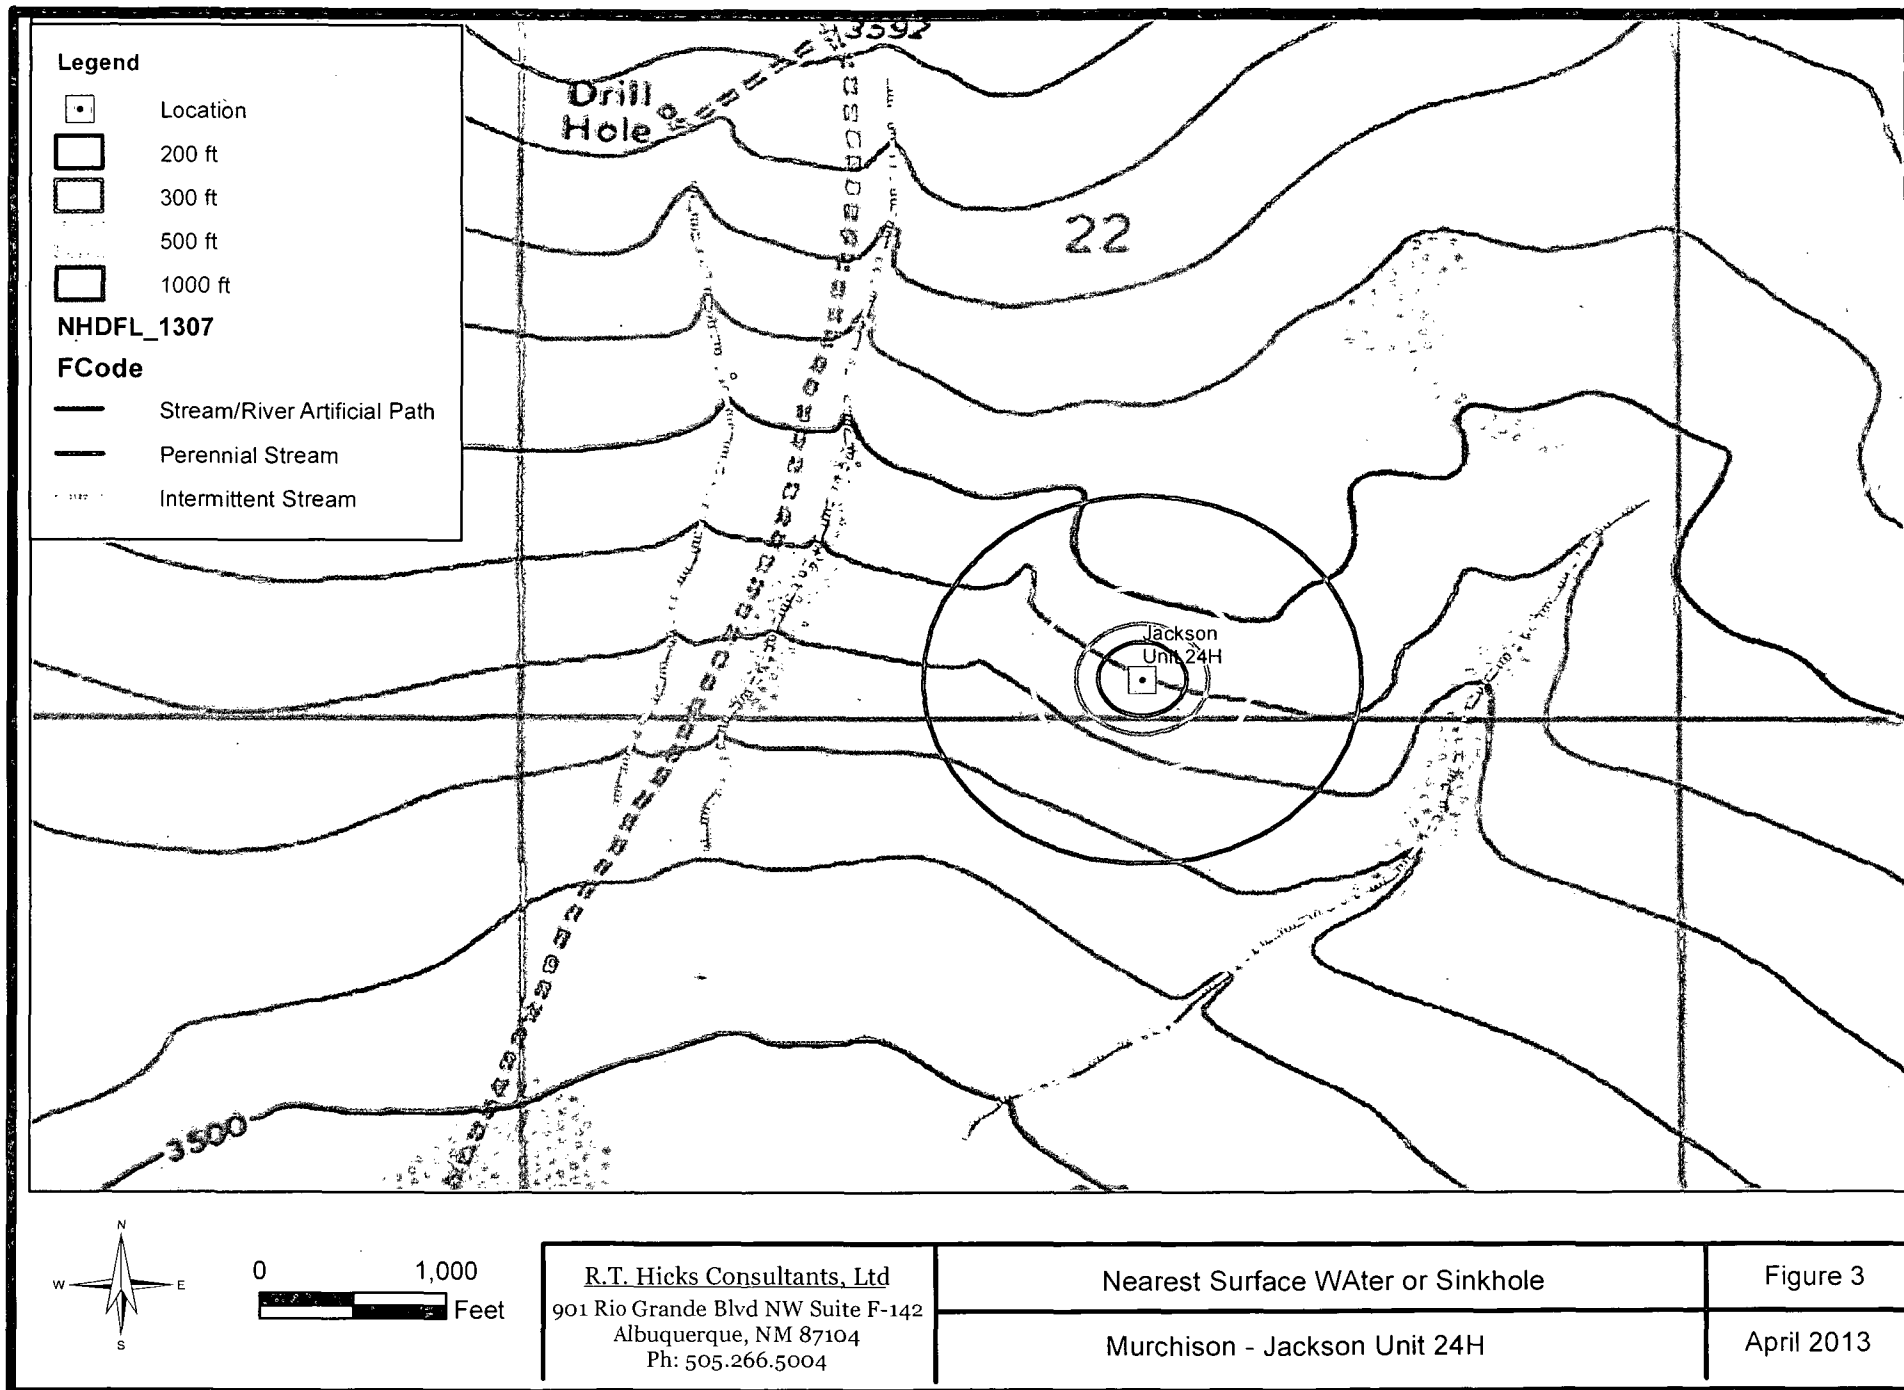 Legend
Location
200 ft
300 ft
500 ft
1000 ft
NHDFL_1307
FCode
Stream/River Artificial Path
Perennial Stream
Intermittent Stream
3592
Drill
Hole
22
Jackson
Unit 24H
3500
N
W
E
S
0 1,000
Feet
R.T. Hicks Consultants, Ltd
901 Rio Grande Blvd NW Suite F-142
Albuquerque, NM 87104
Ph: 505.266.5004
Nearest Surface WAter or Sinkhole
Murchison - Jackson Unit 24H
Figure 3
April 2013